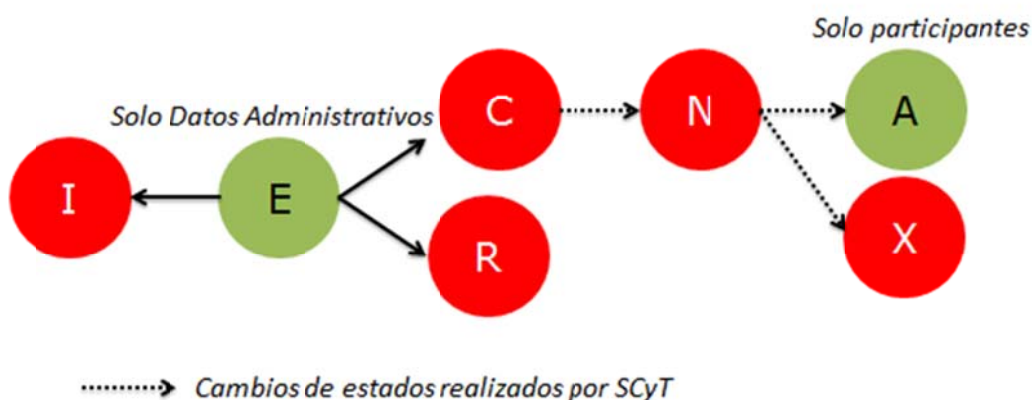 Solo participantes
C
N
A
Solo Datos Administrativos
I
E
R
X
Cambios de estados realizados por SCyT